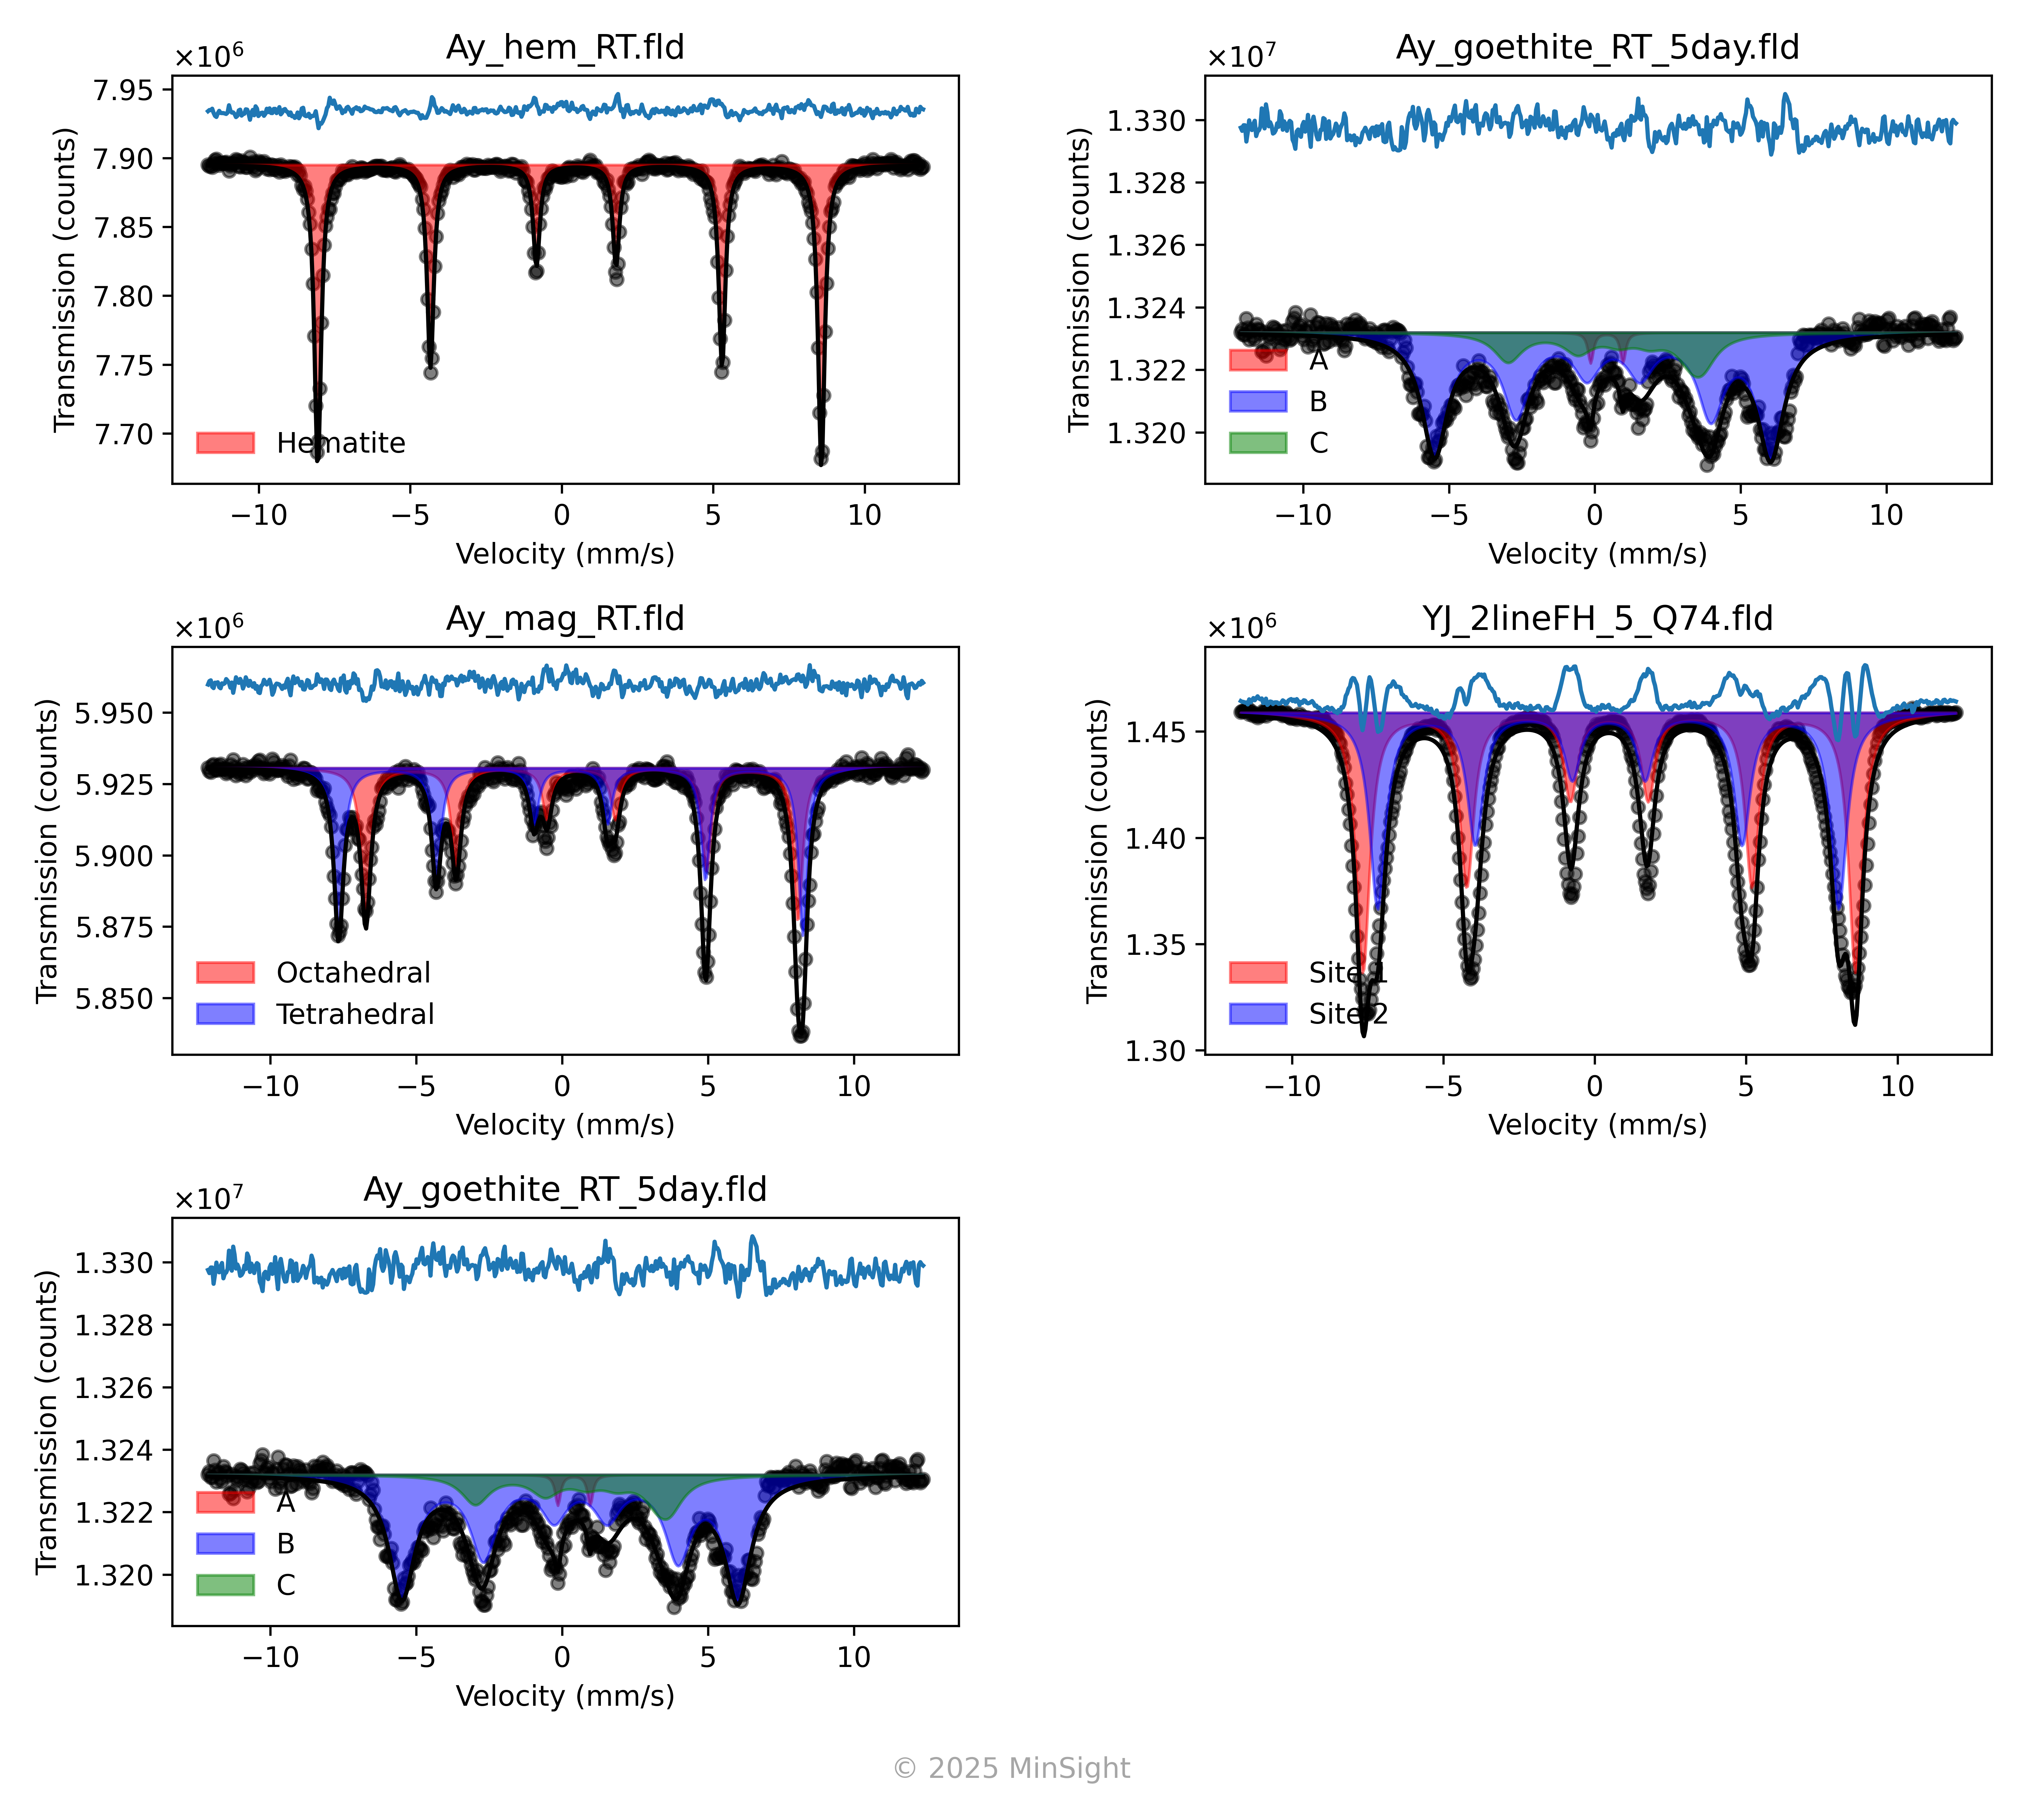 Ay_hem_RT.fld
×10⁶
7.95
7.90
7.85
7.80
7.75
7.70
Transmission (counts)
Hematite
−10 −5 0 5 10
Velocity (mm/s)
Ay_goethite_RT_5day.fld
×10⁷
1.330
1.328
1.326
1.324
1.322
1.320
Transmission (counts)
A
B
C
−10 −5 0 5 10
Velocity (mm/s)
Ay_mag_RT.fld
×10⁶
5.950
5.925
5.900
5.875
5.850
Transmission (counts)
Octahedral
Tetrahedral
−10 −5 0 5 10
Velocity (mm/s)
YJ_2lineFH_5_Q74.fld
×10⁶
1.45
1.40
1.35
1.30
Transmission (counts)
Site 1
Site 2
−10 −5 0 5 10
Velocity (mm/s)
Ay_goethite_RT_5day.fld
×10⁷
1.330
1.328
1.326
1.324
1.322
1.320
Transmission (counts)
A
B
C
−10 −5 0 5 10
Velocity (mm/s)
© 2025 MinSight